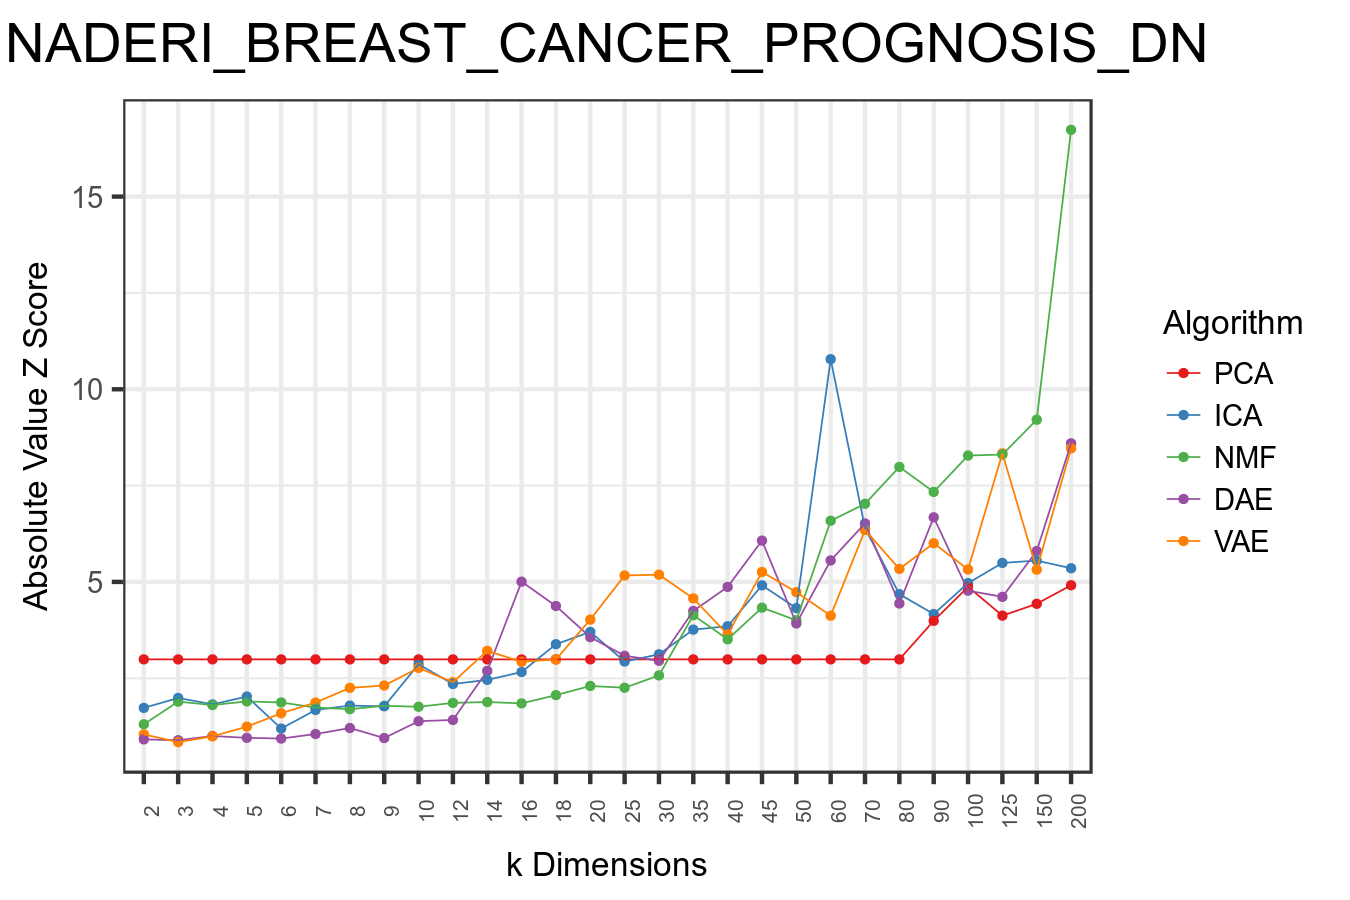 NADERI_BREAST_CANCER_PROGNOSIS_DN
Absolute Value Z Score
15
10
5
2 3 4 5 6 7 8 9 10 12 14 16 18 20 25 30 35 40 45 50 60 70 80 90 100 125 150 200
k Dimensions
Algorithm
PCA
ICA
NMF
DAE
VAE